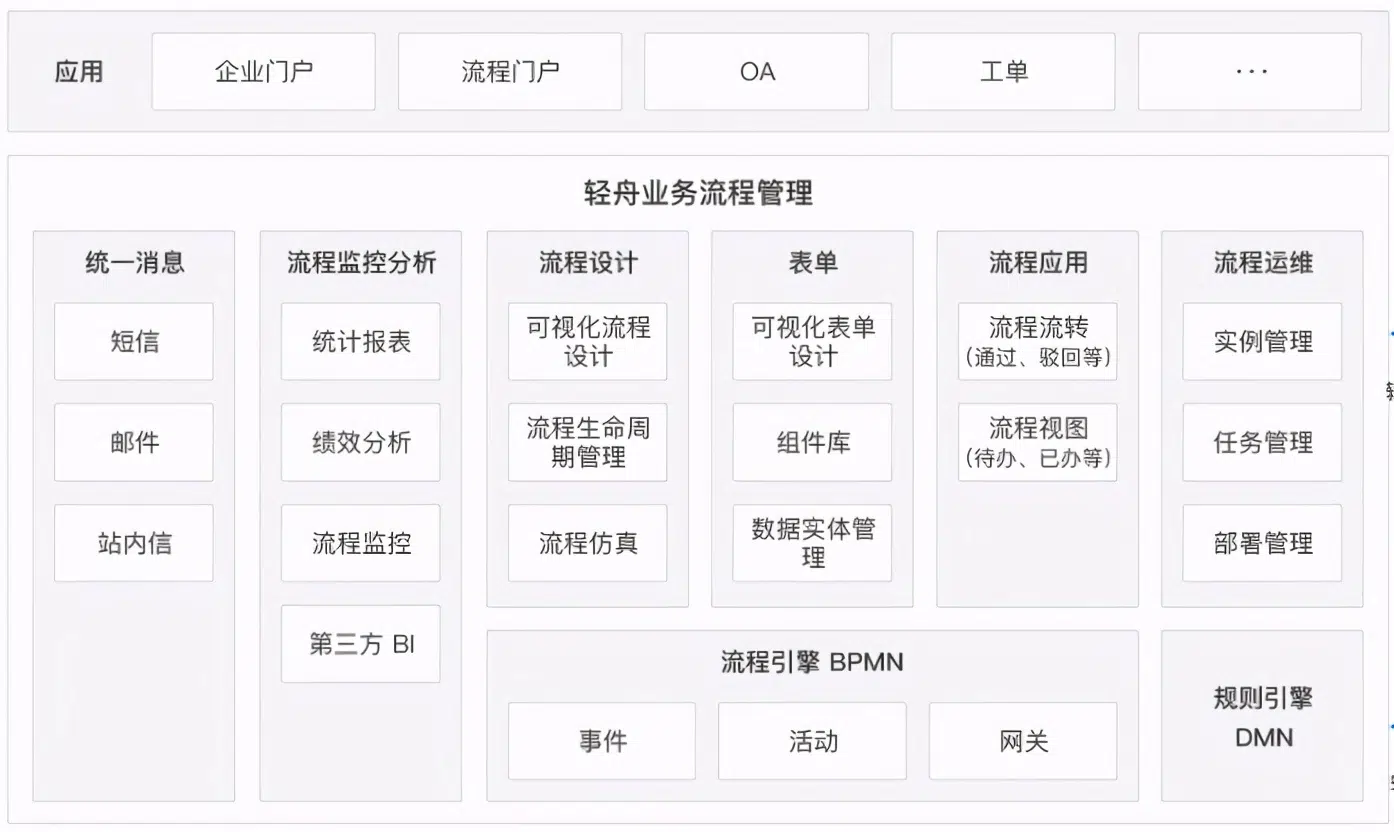 应用
企业门户
流程门户
OA
工单
···
轻舟业务流程管理
统一消息
短信
邮件
站内信
流程监控分析
统计报表
绩效分析
流程监控
第三方 BI
流程设计
可视化流程
设计
流程生命周
期管理
流程仿真
表单
可视化表单
设计
组件库
数据实体管
理
流程应用
流程流转
(通过、驳回等)
流程视图
(待办、已办等)
流程运维
实例管理
任务管理
部署管理
流程引擎 BPMN
事件
活动
网关
规则引擎
DMN